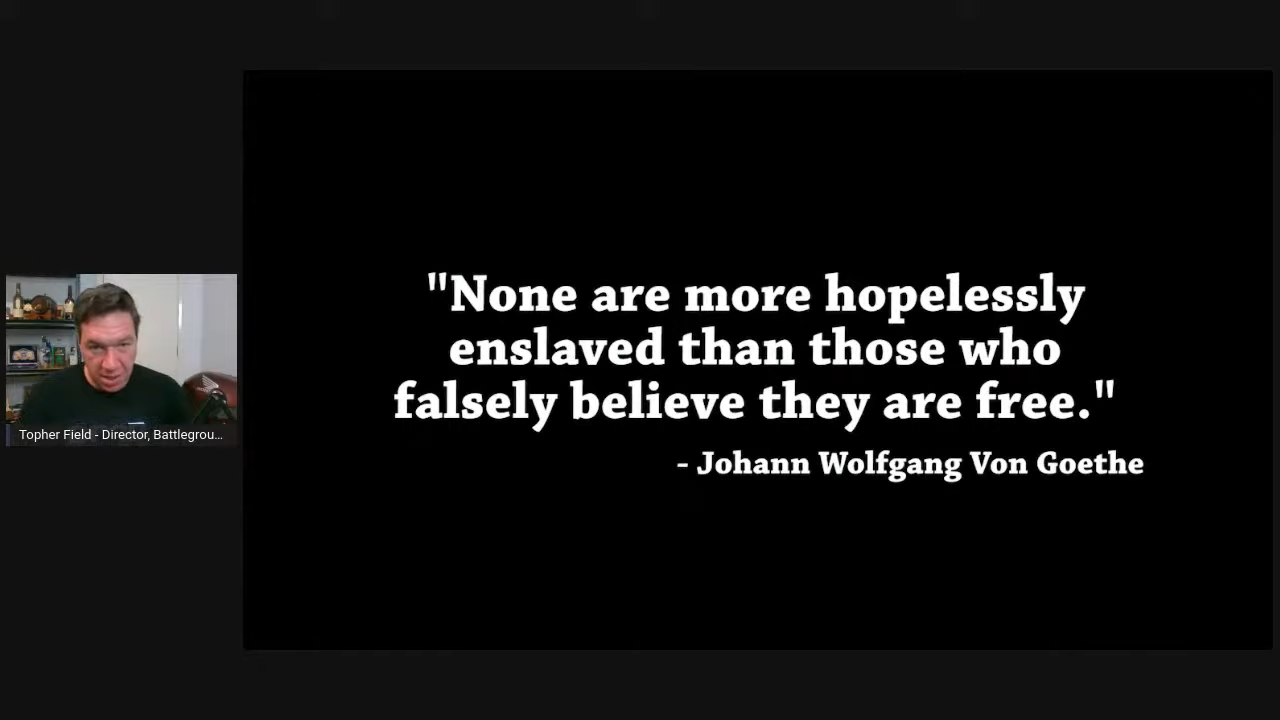 "None are more hopelessly
enslaved than those who
falsely believe they are free."
- Johann Wolfgang Von Goethe
Topher Field - Director, Battlegrou...